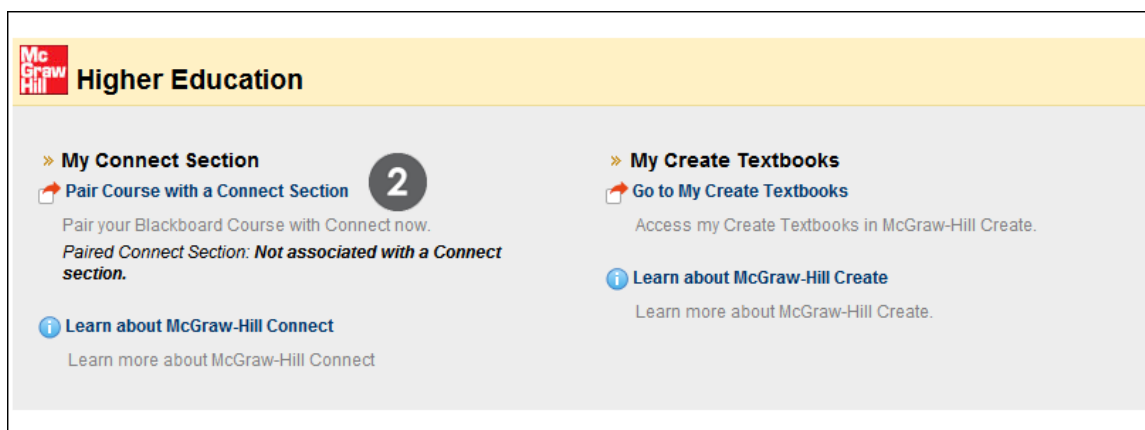 Mc
Graw
Hill
Higher Education
» My Connect Section
Pair Course with a Connect Section
2
Pair your Blackboard Course with Connect now.
Paired Connect Section: Not associated with a Connect
section.
Learn about McGraw-Hill Connect
Learn more about McGraw-Hill Connect
» My Create Textbooks
Go to My Create Textbooks
Access my Create Textbooks in McGraw-Hill Create.
Learn about McGraw-Hill Create
Learn more about McGraw-Hill Create.